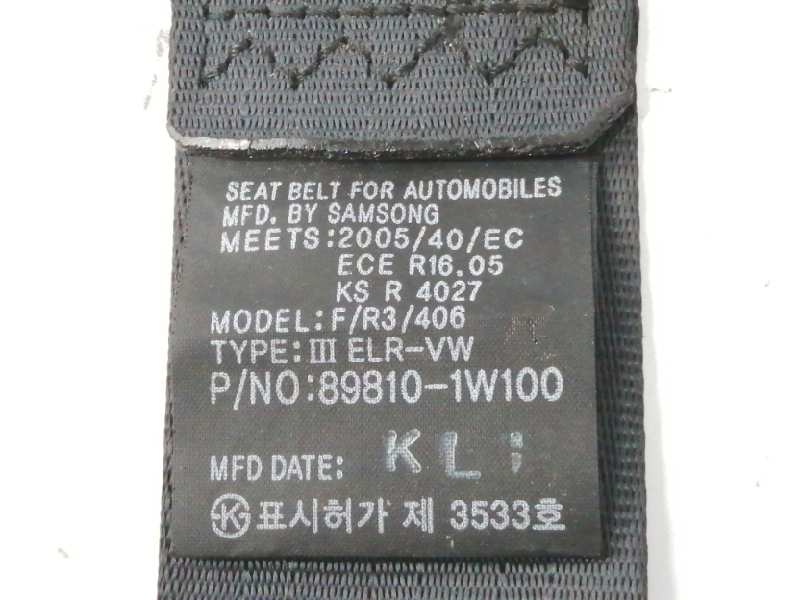 SEAT BELT FOR AUTOMOBILES
MFD. BY SAMSONG
MEETS:2005/40/EC
ECE R16.05
KS R 4027
MODEL:F/R3/406
TYPE:Ⅲ ELR-VW
P/NO:89810-1W100
MFD DATE: KL
표시허가 제 3533호